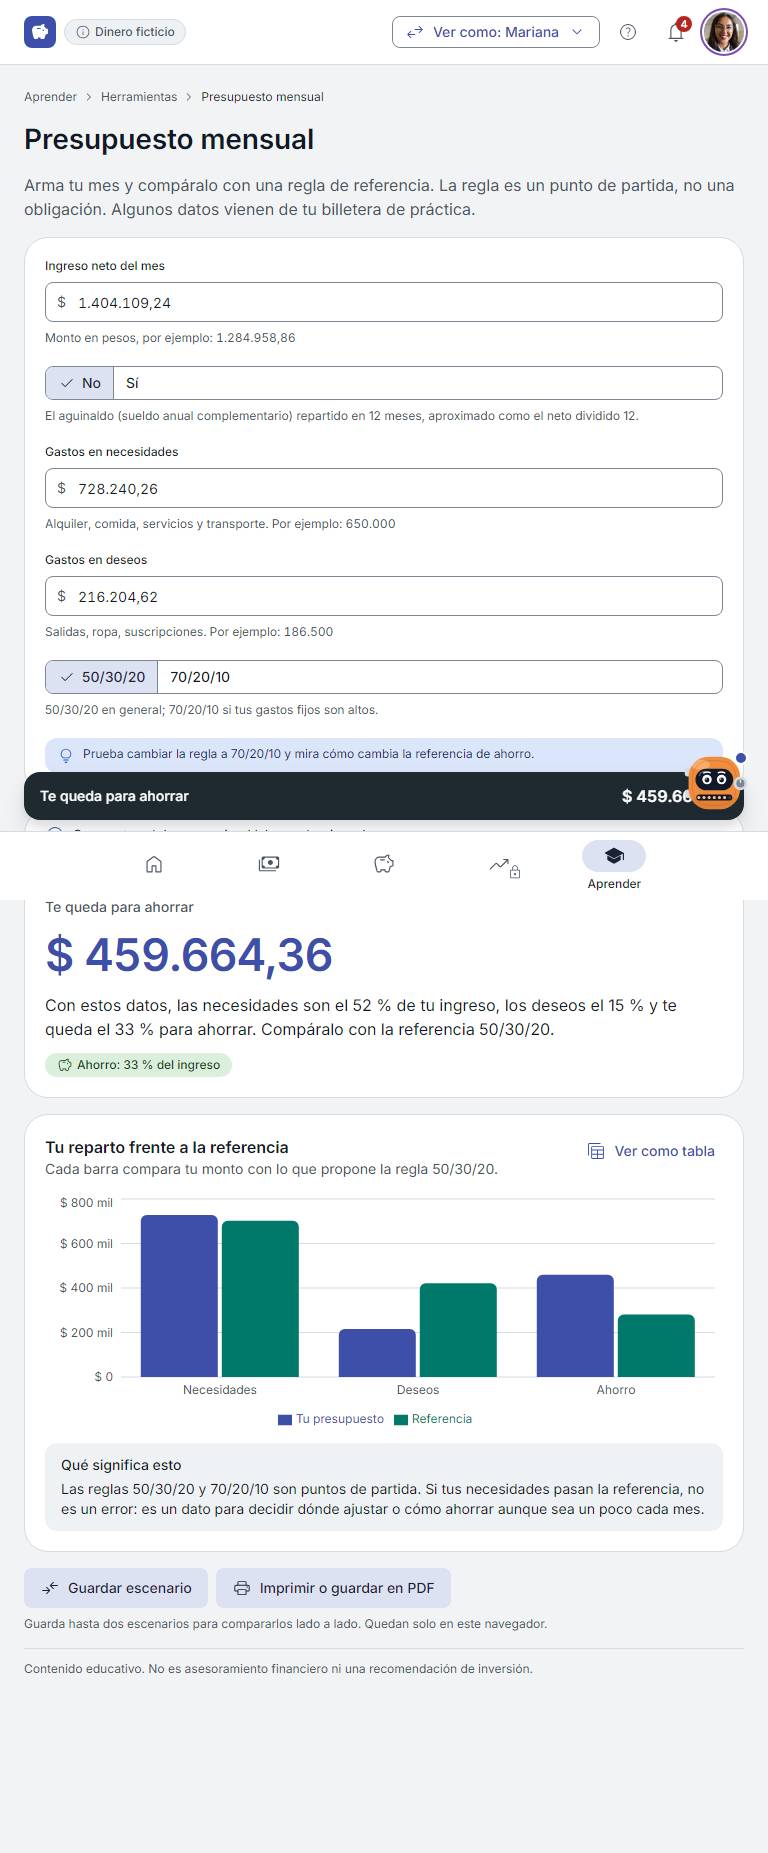 Dinero ficticio
Ver como: Mariana
4
Aprender > Herramientas > Presupuesto mensual
Presupuesto mensual
Arma tu mes y compáralo con una regla de referencia. La regla es un punto de partida, no una
obligación. Algunos datos vienen de tu billetera de práctica.
Ingreso neto del mes
$ 1.404.109,24
Monto en pesos, por ejemplo: 1.284.958,86
No Sí
El aguinaldo (sueldo anual complementario) repartido en 12 meses, aproximado como el neto dividido 12.
Gastos en necesidades
$ 728.240,26
Alquiler, comida, servicios y transporte. Por ejemplo: 650.000
Gastos en deseos
$ 216.204,62
Salidas, ropa, suscripciones. Por ejemplo: 186.500
50/30/20 70/20/10
50/30/20 en general; 70/20/10 si tus gastos fijos son altos.
Prueba cambiar la regla a 70/20/10 y mira cómo cambia la referencia de ahorro.
Te queda para ahorrar
$ 459.66
Aprender
Te queda para ahorrar
$ 459.664,36
Con estos datos, las necesidades son el 52 % de tu ingreso, los deseos el 15 % y te
queda el 33 % para ahorrar. Compáralo con la referencia 50/30/20.
Ahorro: 33 % del ingreso
Tu reparto frente a la referencia
Ver como tabla
Cada barra compara tu monto con lo que propone la regla 50/30/20.
$ 800 mil
$ 600 mil
$ 400 mil
$ 200 mil
$ 0
Necesidades Deseos Ahorro
Tu presupuesto Referencia
Qué significa esto
Las reglas 50/30/20 y 70/20/10 son puntos de partida. Si tus necesidades pasan la referencia, no
es un error: es un dato para decidir dónde ajustar o cómo ahorrar aunque sea un poco cada mes.
Guardar escenario
Imprimir o guardar en PDF
Guarda hasta dos escenarios para compararlos lado a lado. Quedan solo en este navegador.
Contenido educativo. No es asesoramiento financiero ni una recomendación de inversión.